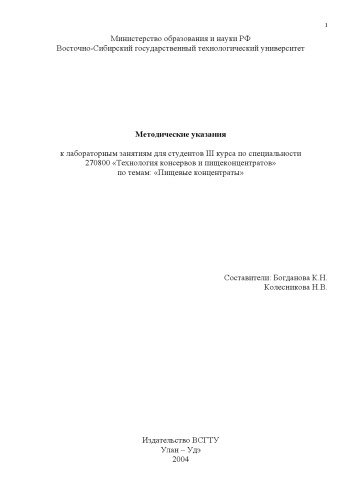 1
Министерство образования и науки РФ
Восточно-Сибирский государственный технологический университет
Методические указания
к лабораторным занятиям для студентов III курса по специальности
270800 «Технология консервов и пищеконцентратов»
по темам: «Пищевые концентраты»
Составители: Богданова К.Н.
Колесникова Н.В.
Издательство ВСГТУ
Улан – Удэ
2004